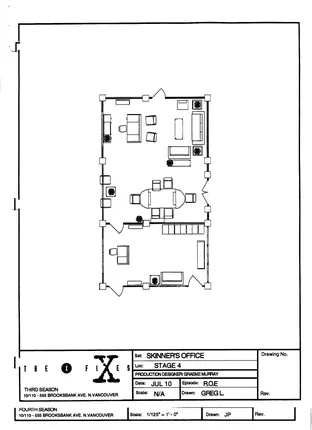 THE X FILES
THIRD SEASON
10/110 - 555 BROOKSBANK AVE. N.VANCOUVER
Set: SKINNER'S OFFICE
Loc: STAGE 4
PRODUCTION DESIGNER: GRAEME MURRAY
Date: JUL 10 Episode: R.O.E
Scale: N/A Drawn: GREG L.
Drawing No.
Rev.
FOURTH SEASON
10/110 - 555 BROOKSBANK AVE. N.VANCOUVER
Scale: 1/125" = 1' - 0" Drawn: JP Rev.